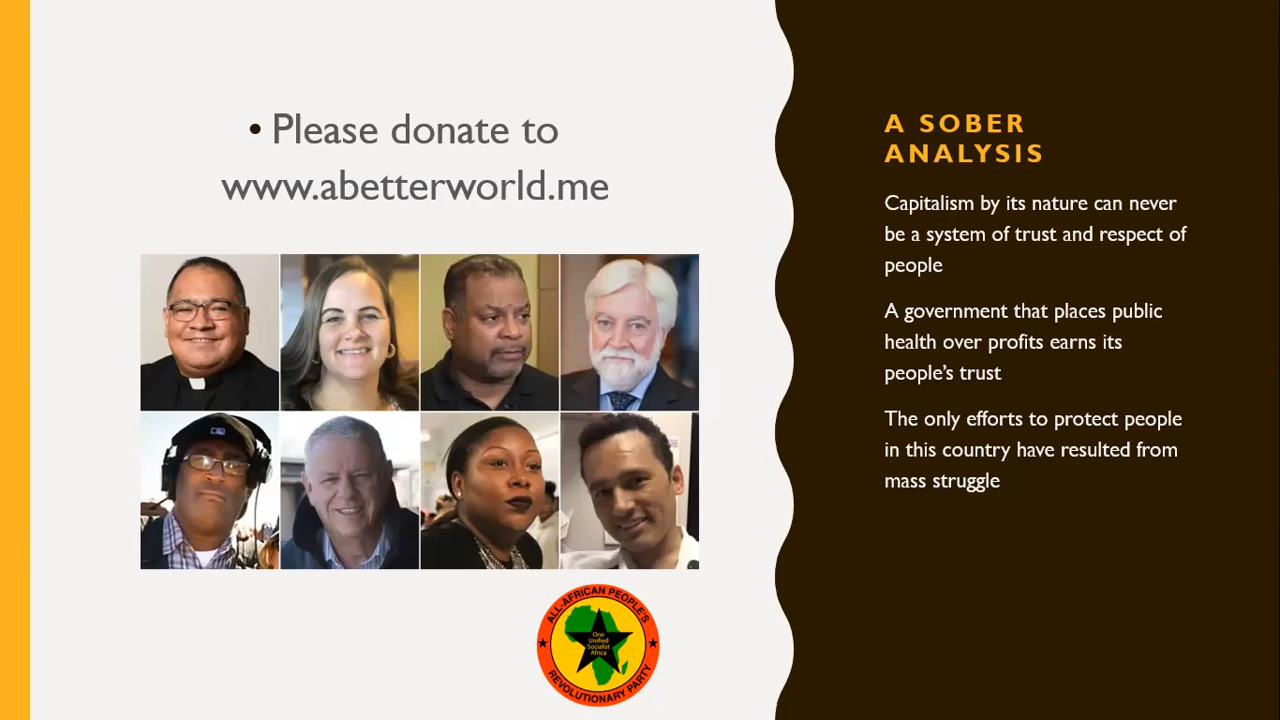 • Please donate to
www.abetterworld.me
A SOBER
ANALYSIS
Capitalism by its nature can never
be a system of trust and respect of
people
A government that places public
health over profits earns its
people’s trust
The only efforts to protect people
in this country have resulted from
mass struggle
ALL-AFRICAN PEOPLE'S
One
Unified
Socialist
Africa
REVOLUTIONARY PARTY